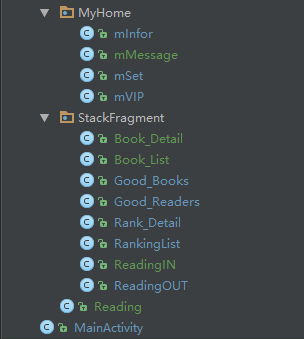 MyHome
mInfor
mMessage
mSet
mVIP
StackFragment
Book_Detail
Book_List
Good_Books
Good_Readers
Rank_Detail
RankingList
ReadingIN
ReadingOUT
Reading
MainActivity